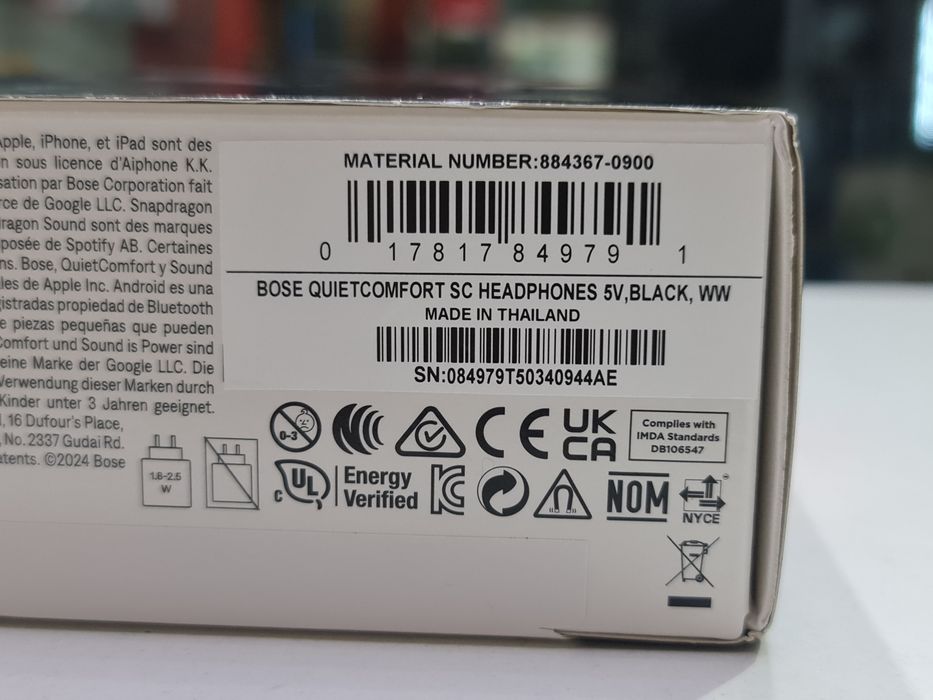 Apple, iPhone, et iPad sont des
n sous licence d'Aiphone K.K.
sation par Bose Corporation fait
rce de Google LLC. Snapdragon
dragon Sound sont des marques
posée de Spotify AB. Certaines
ns. Bose, QuietComfort y Sound
les de Apple Inc. Android es una
gistradas propiedad de Bluetooth
e piezas pequeñas que pueden
Comfort und Sound is Power sind
eine Marke der Google LLC. Die
Verwendung dieser Marken durch
Kinder unter 3 Jahren geeignet.
, 16 Dufour's Place,
, No. 2337 Gudai Rd.
atents. ©2024 Bose
MATERIAL NUMBER:884367-0900
0 17817 84979 1
BOSE QUIETCOMFORT SC HEADPHONES 5V,BLACK, WW
MADE IN THAILAND
SN:084979T50340944AE
0-3
CE
UK
CA
Complies with
IMDA Standards
DB106547
1.8-2.5
W
C UL
Energy
Verified
KC
NOM
NYCE